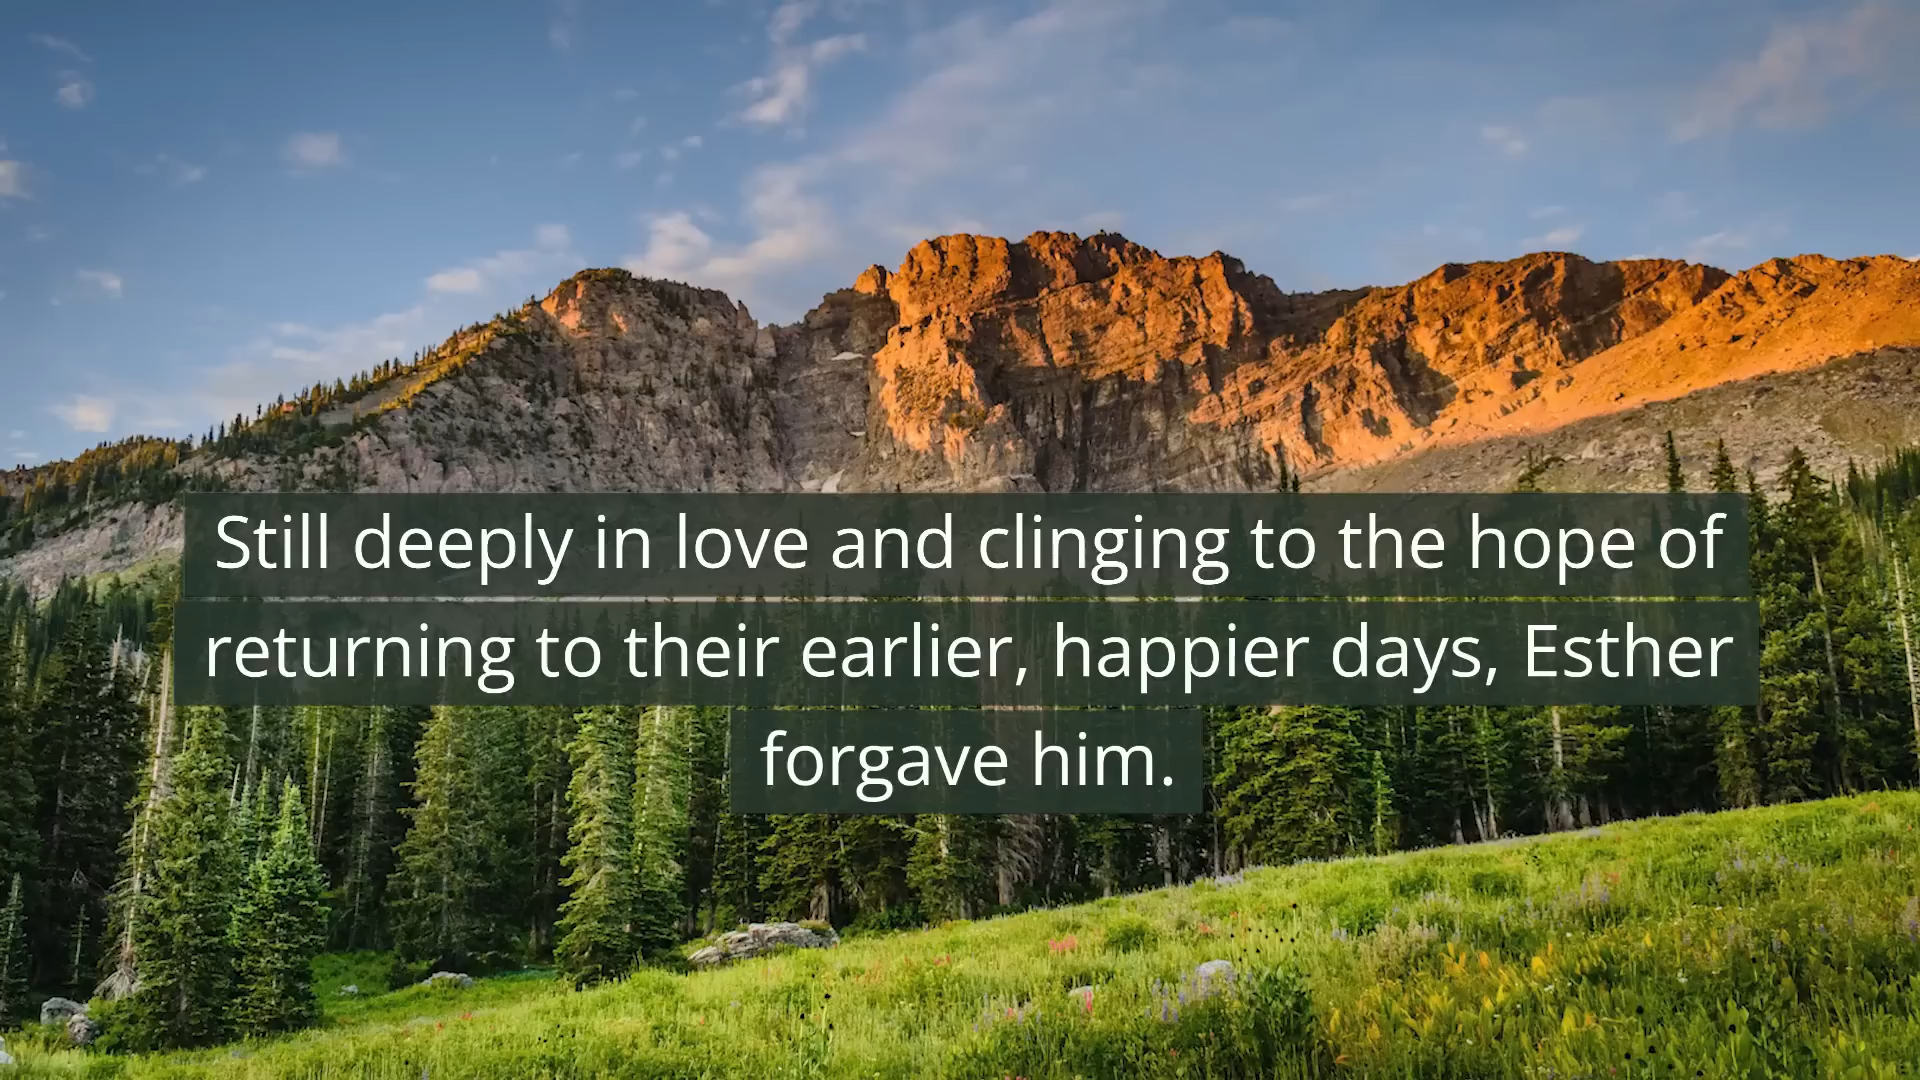 Still deeply in love and clinging to the hope of
returning to their earlier, happier days, Esther
forgave him.